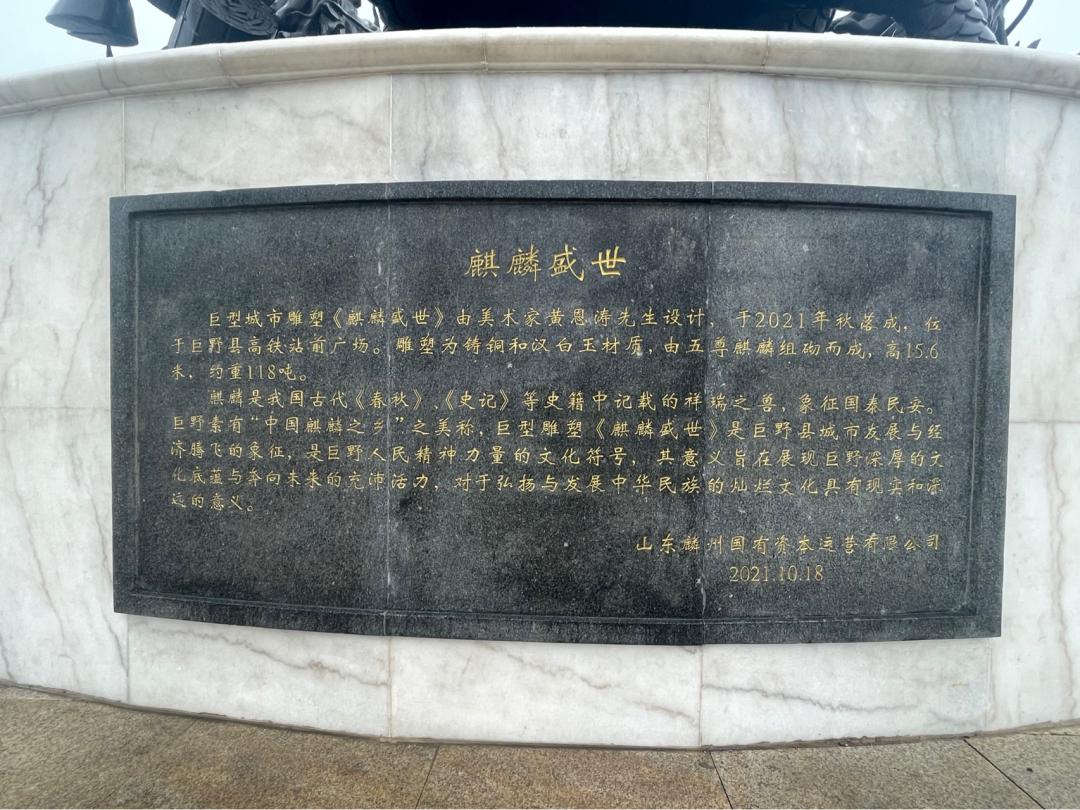 麒麟盛世
巨型城市雕塑《麒麟盛世》由美术家黄恩涛先生设计，于2021年秋落成，位
于巨野县高铁站前广场。雕塑为铸铜和汉白玉材质，由五尊麒麟组砌而成，高15.6
米，约重118吨。
麒麟是我国古代《春秋》、《史记》等史籍中记载的祥瑞之兽，象征国泰民安。
巨野素有“中国麒麟之乡”之美称，巨型雕塑《麒麟盛世》是巨野县城市发展与经
济腾飞的象征，是巨野人民精神力量的文化符号，其意义旨在展现巨野深厚的文
化底蕴与奔向未来的充沛活力，对于弘扬与发展中华民族的灿烂文化具有现实和深
远的意义。
山东麟州国有资本运营有限公司
2021.10.18